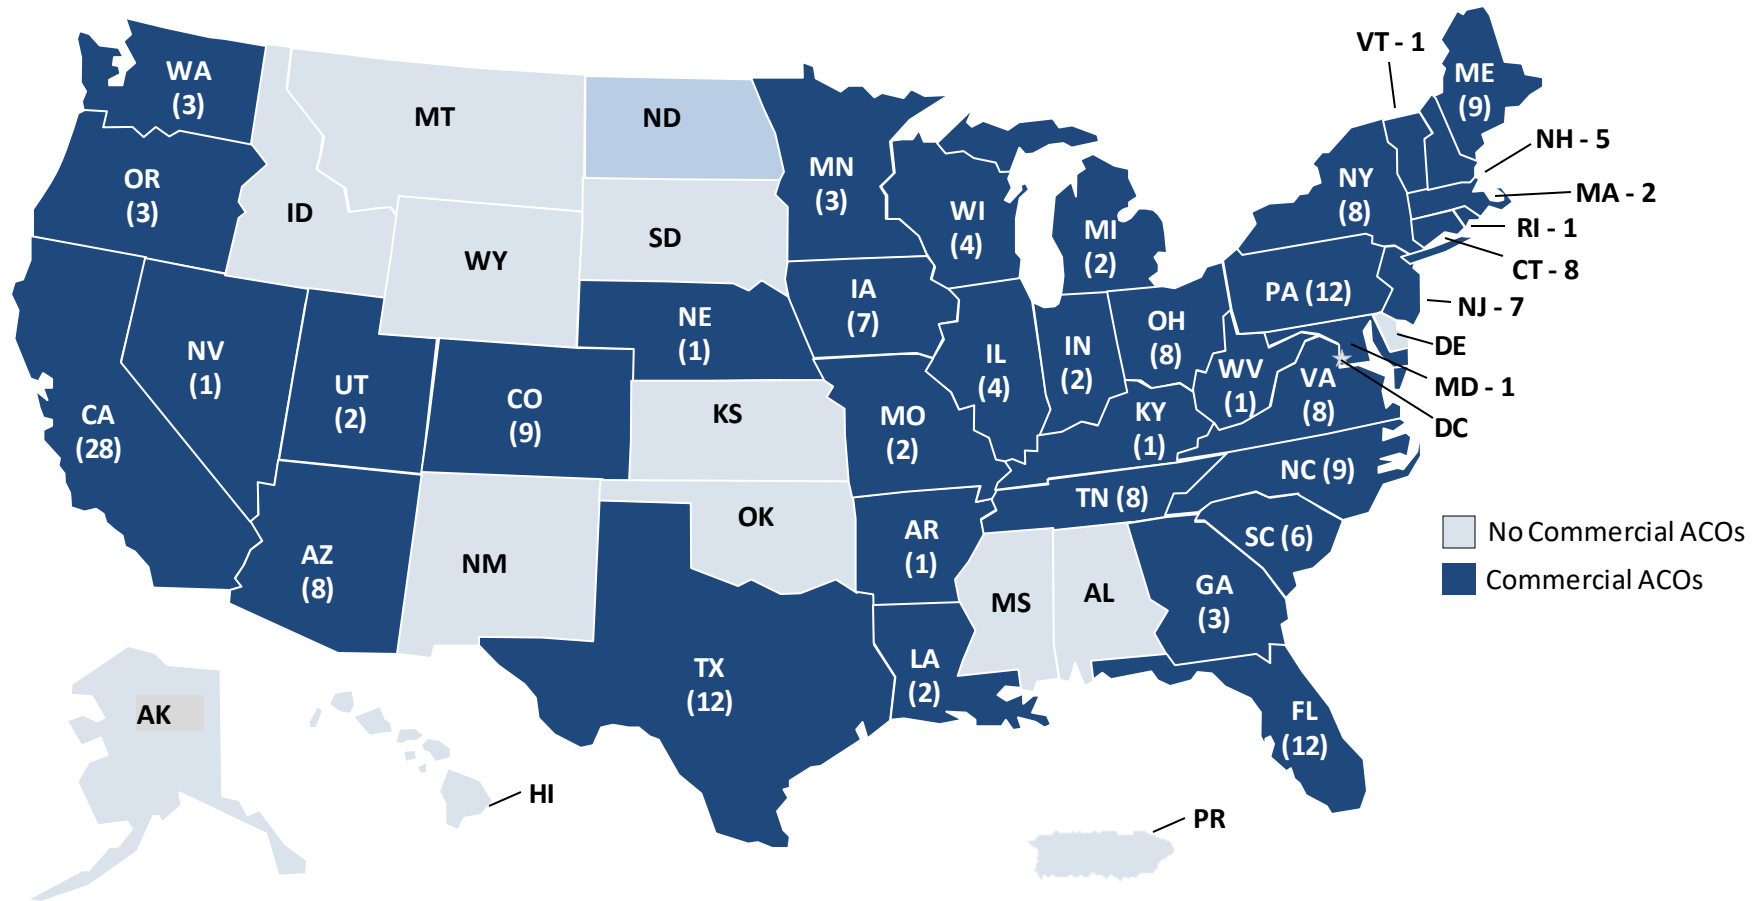 VT - 1
ME
(9)
WA
(3)
MT
ND
NH - 5
MN
(3)
OR
(3)
NY
(8)
MA - 2
ID
WI
(4)
RI - 1
SD
MI
(2)
WY
CT - 8
IA
(7)
PA (12)
NJ - 7
NE
(1)
OH
(8)
DE
NV
(1)
IL
(4)
IN
(2)
WV
(1)
VA
(8)
MD - 1
UT
(2)
CO
(9)
KS
MO
(2)
KY
(1)
DC
CA
(28)
NC (9)
TN (8)
OK
AR
(1)
SC (6)
No Commercial ACOs
AZ
(8)
NM
Commercial ACOs
MS
AL
GA
(3)
TX
(12)
LA
(2)
AK
FL
(12)
HI
PR